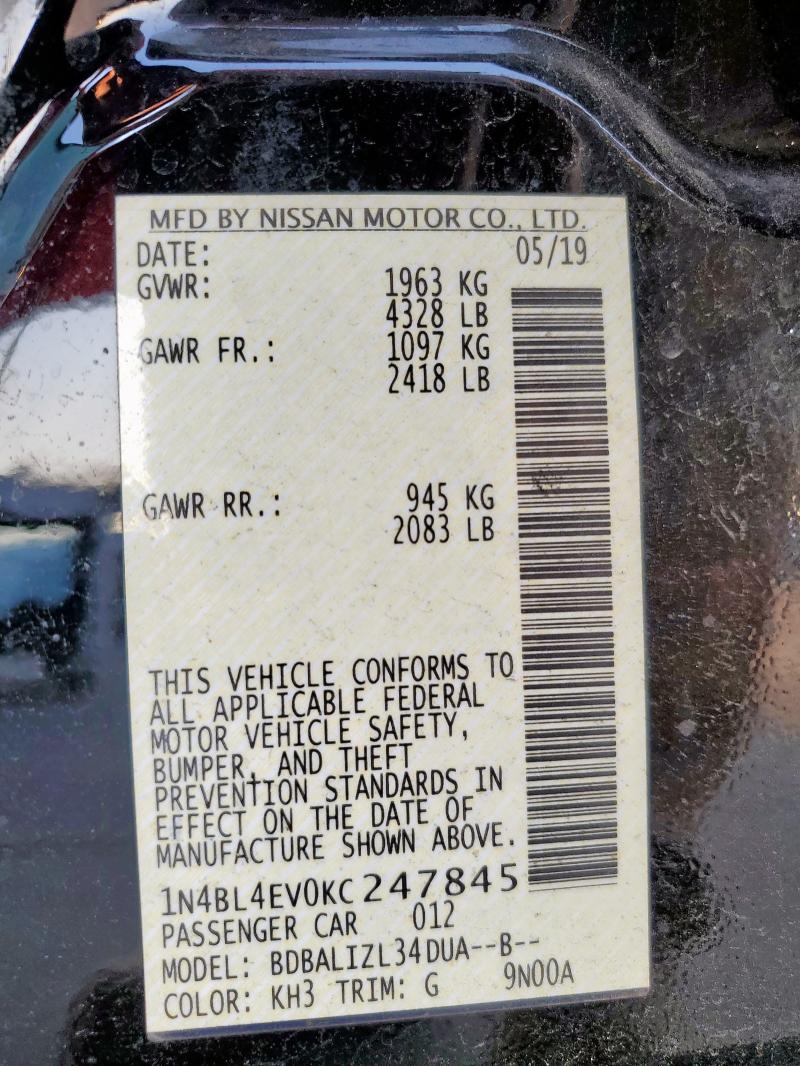 MFD BY NISSAN MOTOR CO., LTD.
DATE: 05/19
GVWR: 1963 KG
4328 LB
GAWR FR.: 1097 KG
2418 LB
GAWR RR.: 945 KG
2083 LB
THIS VEHICLE CONFORMS TO
ALL APPLICABLE FEDERAL
MOTOR VEHICLE SAFETY,
BUMPER, AND THEFT
PREVENTION STANDARDS IN
EFFECT ON THE DATE OF
MANUFACTURE SHOWN ABOVE.
1N4BL4EV0KC247845
PASSENGER CAR 012
MODEL: BDBALIZL34DUA--B--
COLOR: KH3 TRIM: G 9N00A